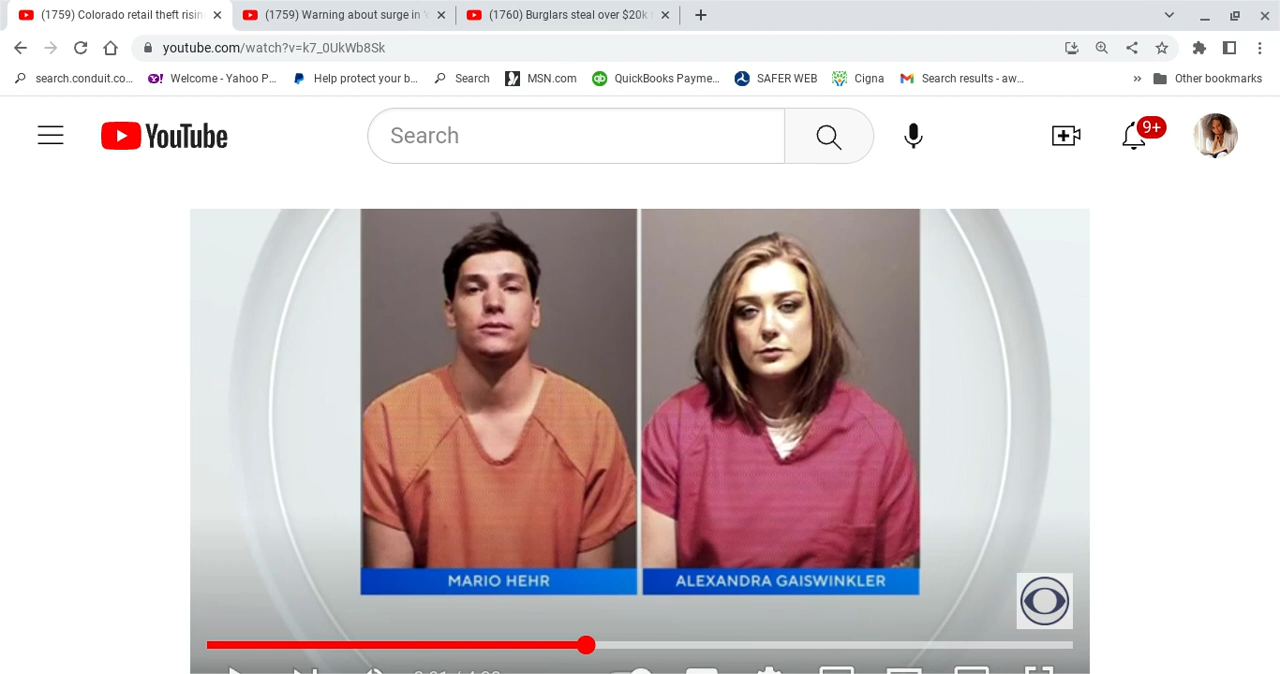 (1759) Colorado retail theft risin
(1759) Warning about surge in
(1760) Burglars steal over $20k
youtube.com/watch?v=k7_0UkWb8Sk
search.conduit.co...
Welcome - Yahoo P...
Help protect your b...
Search
MSN.com
QuickBooks Payme...
SAFER WEB
Cigna
Search results - aw...
»
Other bookmarks
YouTube
Search
9+
MARIO HEHR
ALEXANDRA GAISWINKLER